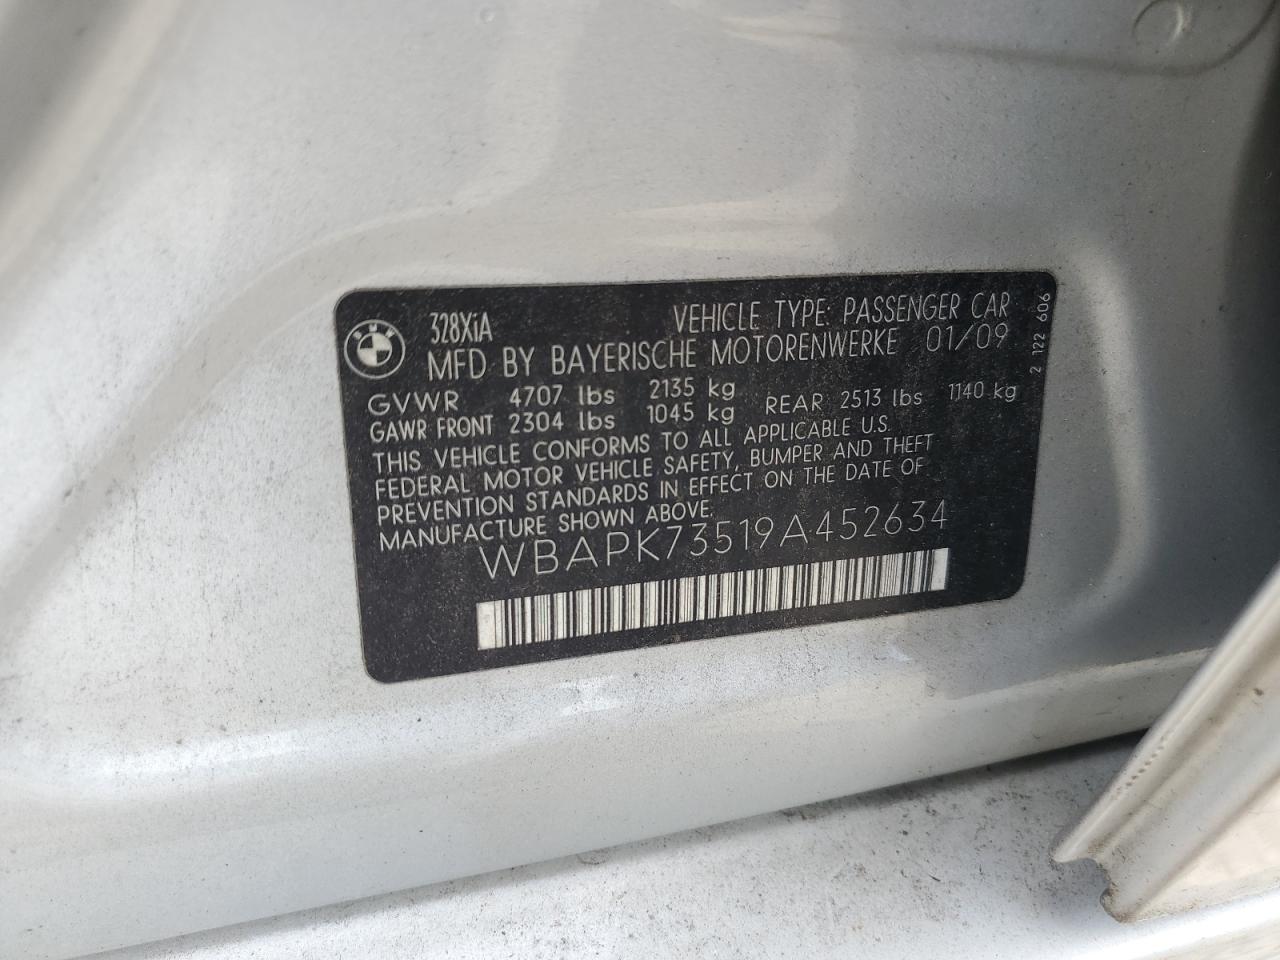 BMW
328XiA VEHICLE TYPE: PASSENGER CAR
MFD BY BAYERISCHE MOTORENWERKE 01/09
GVWR 4707 lbs 2135 kg
GAWR FRONT 2304 lbs 1045 kg REAR 2513 lbs 1140 kg
THIS VEHICLE CONFORMS TO ALL APPLICABLE U.S.
FEDERAL MOTOR VEHICLE SAFETY, BUMPER AND THEFT
PREVENTION STANDARDS IN EFFECT ON THE DATE OF
MANUFACTURE SHOWN ABOVE.
WBAPK73519A452634
2 122 606